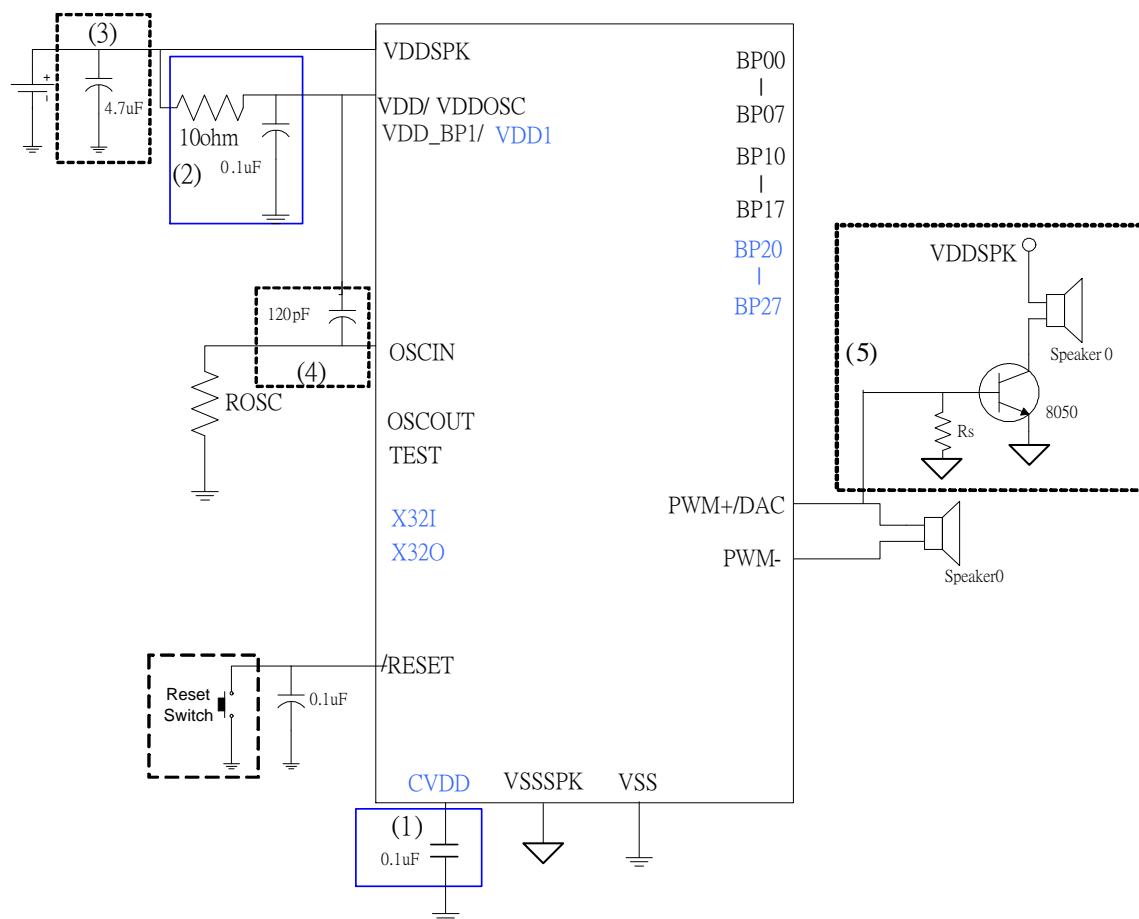 (3)
+
-
4.7uF
10ohm
(2)
0.1uF
VDDSPK
VDD/ VDDOSC
VDD_BP1/ VDD1
120pF
(4)
OSCIN
ROSC
OSCOUT
TEST
X32I
X32O
/RESET
Reset
Switch
0.1uF
CVDD
VSSSPK
VSS
(1)
0.1uF
BP00
BP07
BP10
BP17
BP20
BP27
PWM+/DAC
PWM-
Speaker0
(5)
VDDSPK
Speaker 0
8050
Rs